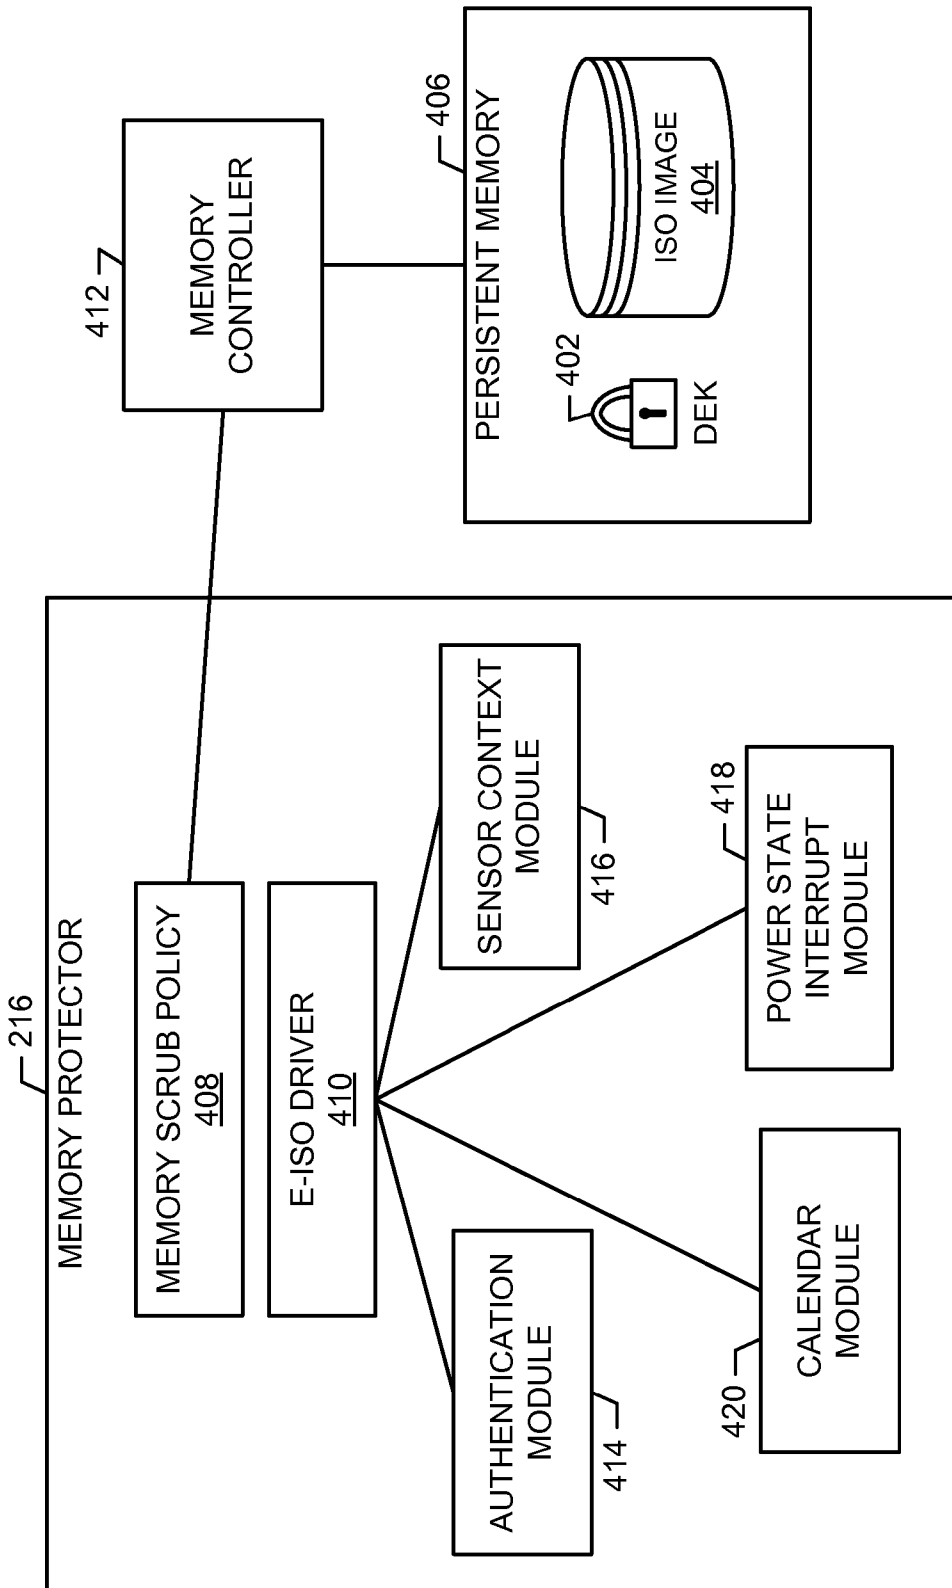 216
MEMORY PROTECTOR
MEMORY SCRUB POLICY
408
E-ISO DRIVER
410
AUTHENTICATION
MODULE
414
SENSOR CONTEXT
MODULE
416
420
CALENDAR
MODULE
POWER STATE
INTERRUPT
MODULE
418
412
MEMORY
CONTROLLER
406
PERSISTENT MEMORY
402
DEK
ISO IMAGE
404